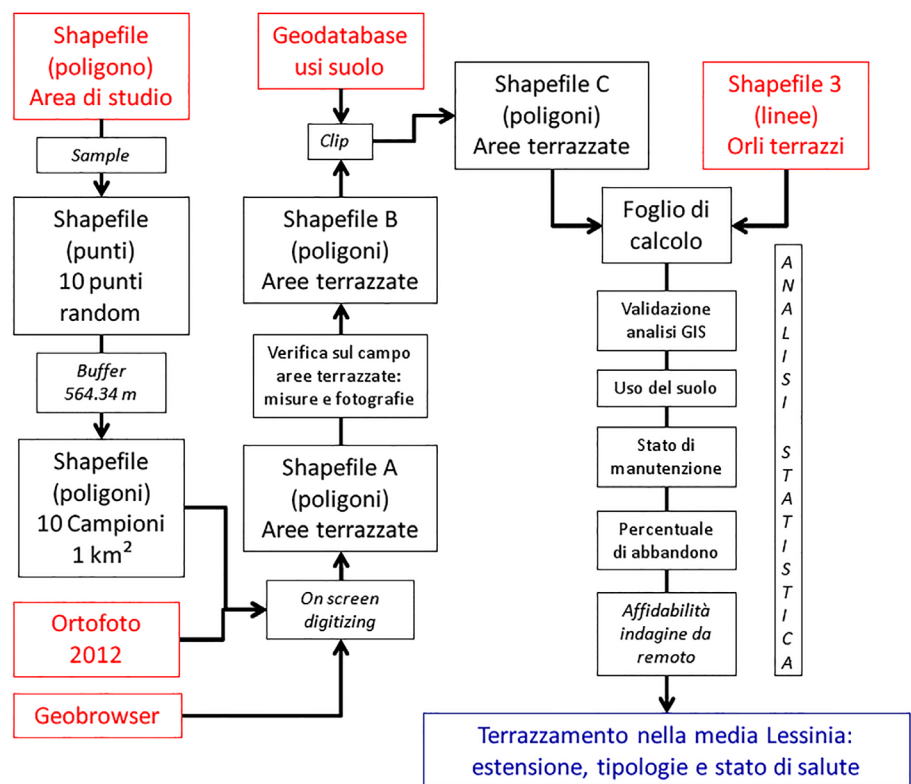 Shapefile
(poligono)
Area di studio
Sample
Shapefile
(punti)
10 punti
random
Buffer
564.34 m
Shapefile
(poligoni)
10 Campioni
1 km²
Ortofoto
2012
Geobrowser
Geodatabase
usi suolo
Clip
Shapefile B
(poligoni)
Aree terrazzate
Verifica sul campo
aree terrazzate:
misure e fotografie
Shapefile A
(poligoni)
Aree terrazzate
On screen
digitizing
Shapefile C
(poligoni)
Aree terrazzate
Shapefile 3
(linee)
Orli terrazzi
Foglio di
calcolo
Validazione
analisi GIS
Uso del suolo
Stato di
manutenzione
Percentuale
di abbandono
Affidabilità
indagine da
remoto
ANALISI STATISTICA
Terrazzamento nella media Lessinia:
estensione, tipologie e stato di salute